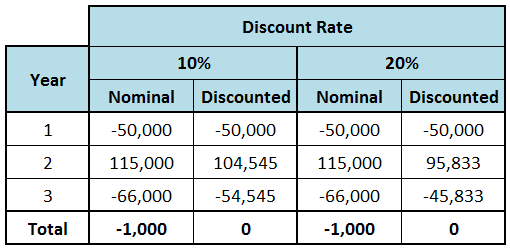 Discount Rate
Year 10% 20%
Nominal Discounted Nominal Discounted
1 -50,000 -50,000 -50,000 -50,000
2 115,000 104,545 115,000 95,833
3 -66,000 -54,545 -66,000 -45,833
Total -1,000 0 -1,000 0